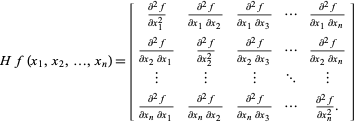 H f (x₁, x₂, …, xₙ) =
∂²f/∂x₁² ∂²f/∂x₁ ∂x₂ ∂²f/∂x₁ ∂x₃ ⋯ ∂²f/∂x₁ ∂xₙ
∂²f/∂x₂ ∂x₁ ∂²f/∂x₂² ∂²f/∂x₂ ∂x₃ ⋯ ∂²f/∂x₂ ∂xₙ
⋮ ⋮ ⋮ ⋱ ⋮
∂²f/∂xₙ ∂x₁ ∂²f/∂xₙ ∂x₂ ∂²f/∂xₙ ∂x₃ ⋯ ∂²f/∂xₙ².